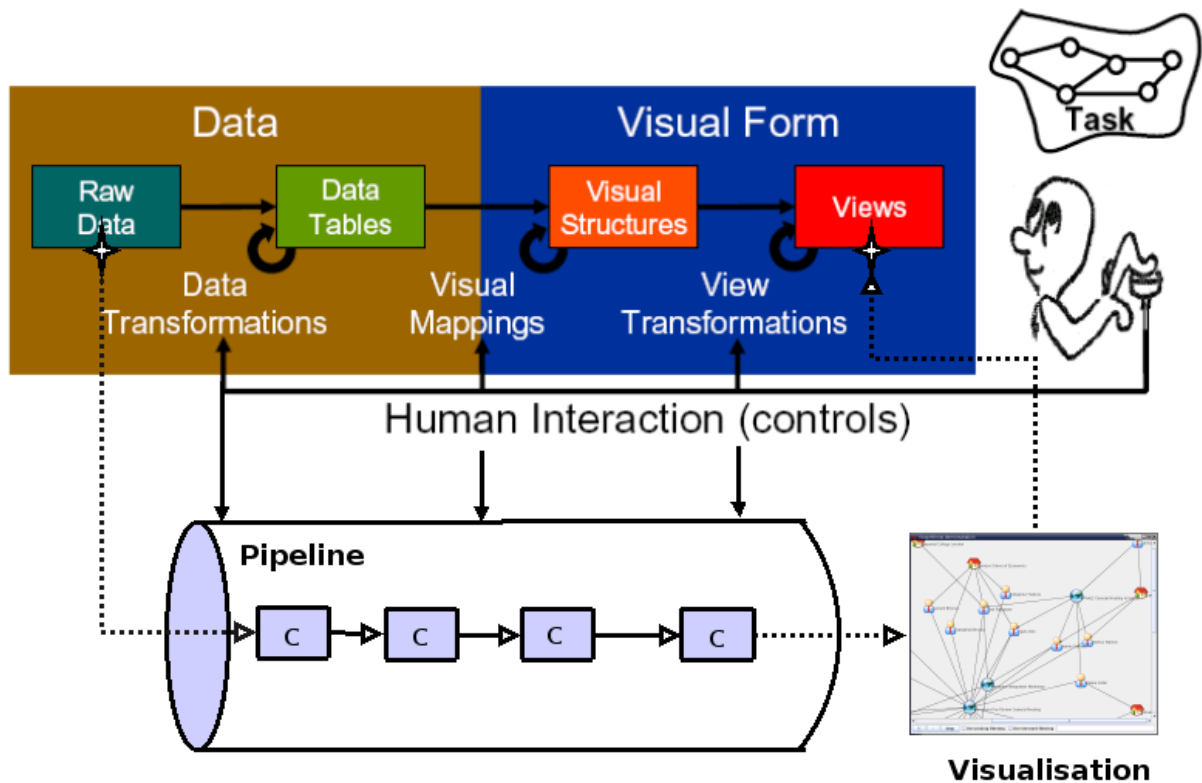 Data
Visual Form
Task
Raw
Data
Data
Tables
Visual
Structures
Views
Data
Transformations
Visual
Mappings
View
Transformations
Human Interaction (controls)
Pipeline
C
C
C
C
Visualisation